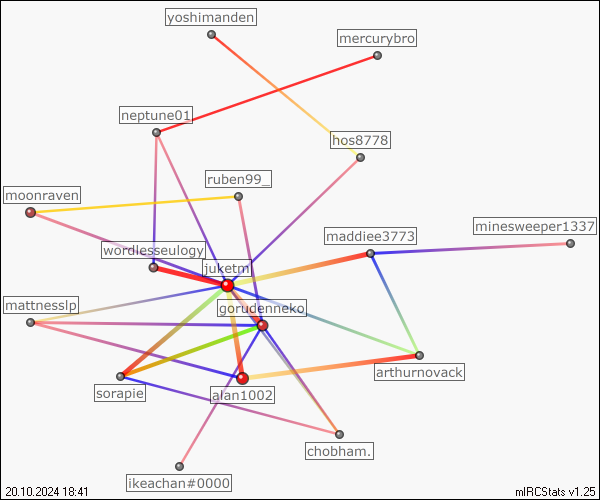 yoshimanden
mercurybro
neptune01
hos8778
ruben99_
moonraven
minesweeper1337
maddiee3773
wordlesseulogy
juketni
mattnesslp
gorudenneko
arthurnovack
sorapie
alan1002
chobham.
ikeachan#0000
20.10.2024 18:41
mIRCStats v1.25